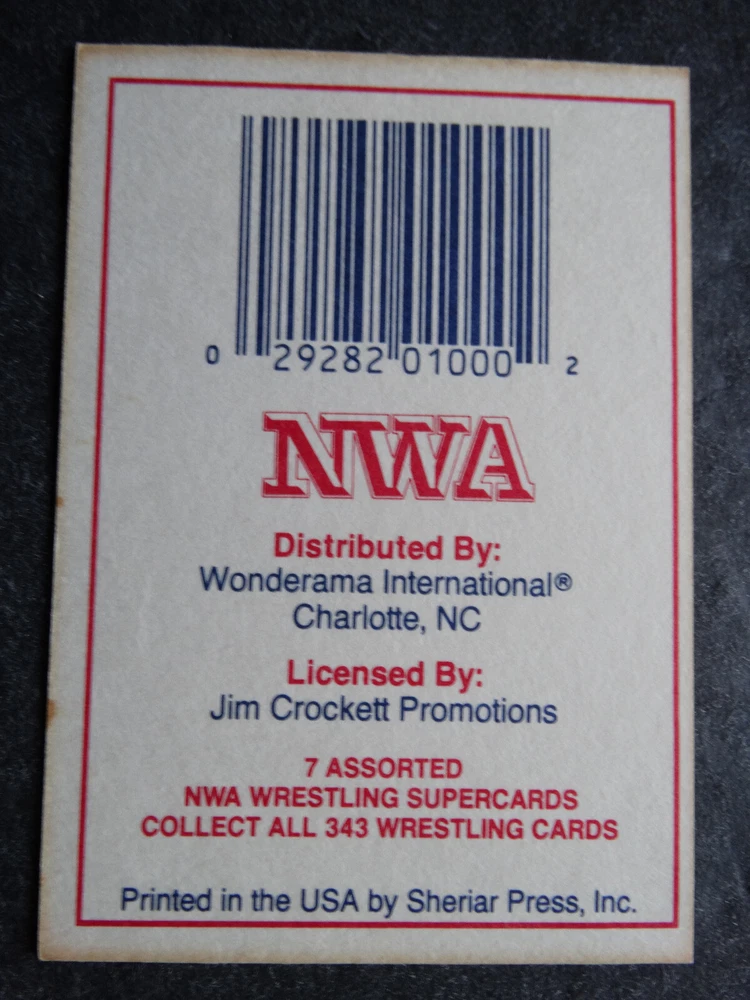 0 29282 01000 2
NWA
Distributed By:
Wonderama International®
Charlotte, NC
Licensed By:
Jim Crockett Promotions
7 ASSORTED
NWA WRESTLING SUPERCARDS
COLLECT ALL 343 WRESTLING CARDS
Printed in the USA by Sheriar Press, Inc.